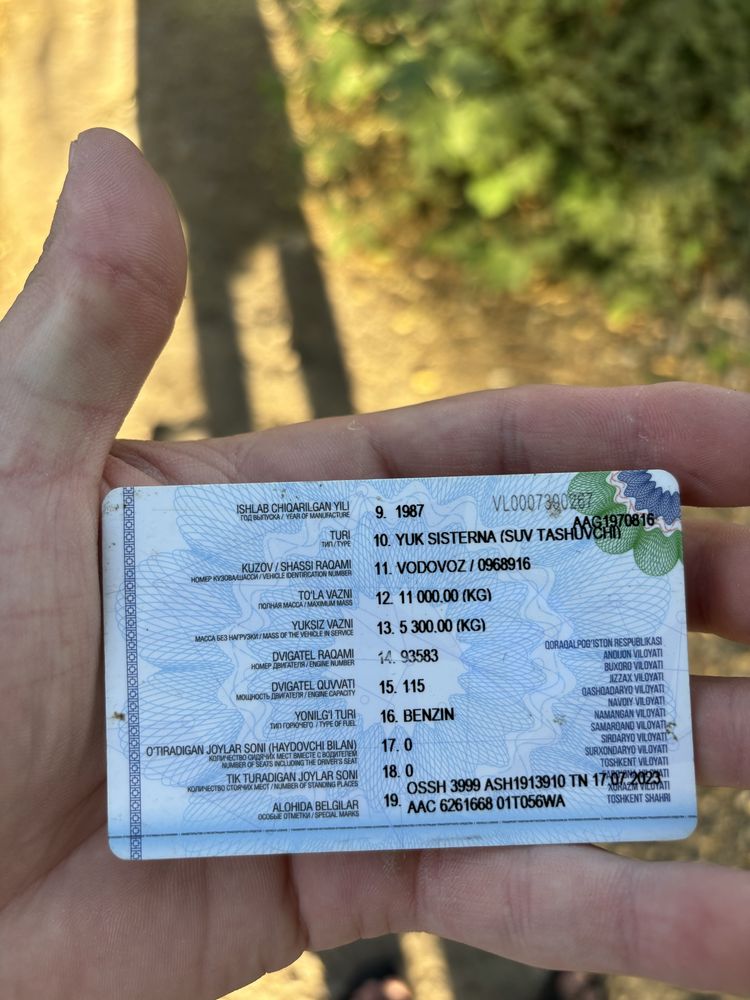 ISHLAB CHIQARILGAN YILI
ГОД ВЫПУСКА / YEAR OF MANUFACTURE
9. 1987
VL0007390267
AAG1970816
TURI
ТИП / TYPE
10. YUK SISTERNA (SUV TASHUVCHI)
KUZOV / SHASSI RAQAMI
НОМЕР КУЗОВА/ШАССИ / VEHICLE IDENTIFICATION NUMBER
11. VODOVOZ / 0968916
TO'LA VAZNI
ПОЛНАЯ МАССА / MAXIMUM MASS
12. 11 000.00 (KG)
YUKSIZ VAZNI
МАССА БЕЗ НАГРУЗКИ / MASS OF THE VEHICLE IN SERVICE
13. 5 300.00 (KG)
DVIGATEL RAQAMI
НОМЕР ДВИГАТЕЛЯ / ENGINE NUMBER
14. 93583
DVIGATEL QUVVATI
МОЩНОСТЬ ДВИГАТЕЛЯ / ENGINE CAPACITY
15. 115
YONILG'I TURI
ТИП ГОРЮЧЕГО / TYPE OF FUEL
16. BENZIN
O'TIRADIGAN JOYLAR SONI (HAYDOVCHI BILAN)
КОЛИЧЕСТВО СИДЯЧИХ МЕСТ ВМЕСТЕ С ВОДИТЕЛЕМ
NUMBER OF SEATS INCLUDING THE DRIVER'S SEAT
17. 0
TIK TURADIGAN JOYLAR SONI
КОЛИЧЕСТВО СТОЯЧИХ МЕСТ / NUMBER OF STANDING PLACES
18. 0
ALOHIDA BELGILAR
ОСОБЫЕ ОТМЕТКИ / SPECIAL MARKS
19. OSSH 3999 ASH1913910 TN 17.07.2023
AAC 6261668 01T056WA
QORAQALPOG'ISTON RESPUBLIKASI
ANDIJON VILOYATI
BUXORO VILOYATI
JIZZAX VILOYATI
QASHQADARYO VILOYATI
NAVOIY VILOYATI
NAMANGAN VILOYATI
SAMARQAND VILOYATI
SIRDARYO VILOYATI
SURXONDARYO VILOYATI
TOSHKENT VILOYATI
XORAZM VILOYATI
TOSHKENT SHAHRI